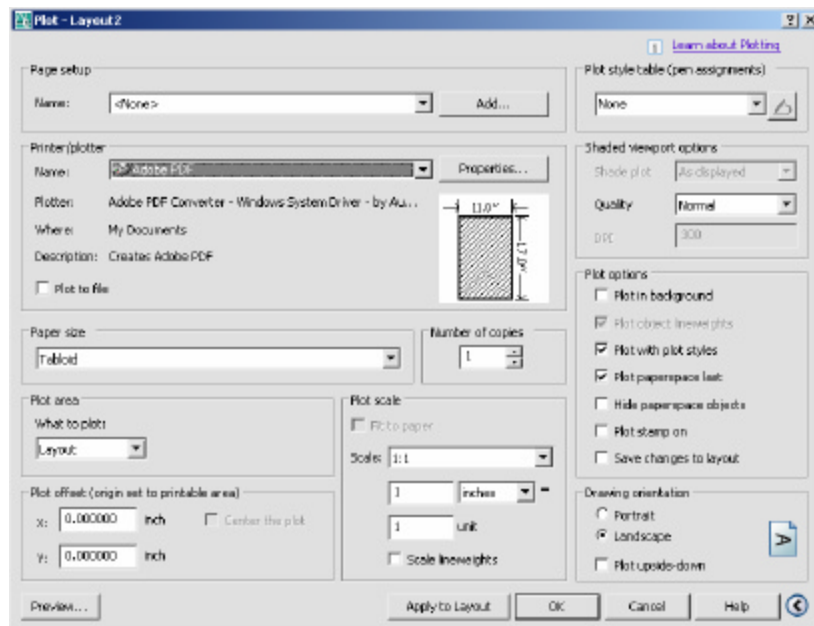 Plot - Layout2
Learn about Plotting
Page setup
Name: <None> Add...
Plot style table (pen assignments)
None
Printer/plotter
Name: Adobe PDF Properties...
Plotter: Adobe PDF Converter - Windows System Driver - by Au...
Where: My Documents
Description: Creates Adobe PDF
Plot to file
11.0"
17.0"
Shaded viewport options
Shade plot As displayed
Quality Normal
DPI 300
Paper size
Tabloid
Number of copies
1
Plot options
Plot in background
Plot object lineweights
Plot with plot styles
Plot paperspace last
Hide paperspace objects
Plot stamp on
Save changes to layout
Plot area
What to plot:
Layout
Plot scale
Fit to paper
Scale: 1:1
1 inches =
1 unit
Scale lineweights
Plot offset (origin set to printable area)
X: 0.000000 inch Center the plot
Y: 0.000000 inch
Drawing orientation
Portrait
Landscape
Plot upside-down
A
Preview... Apply to Layout OK Cancel Help